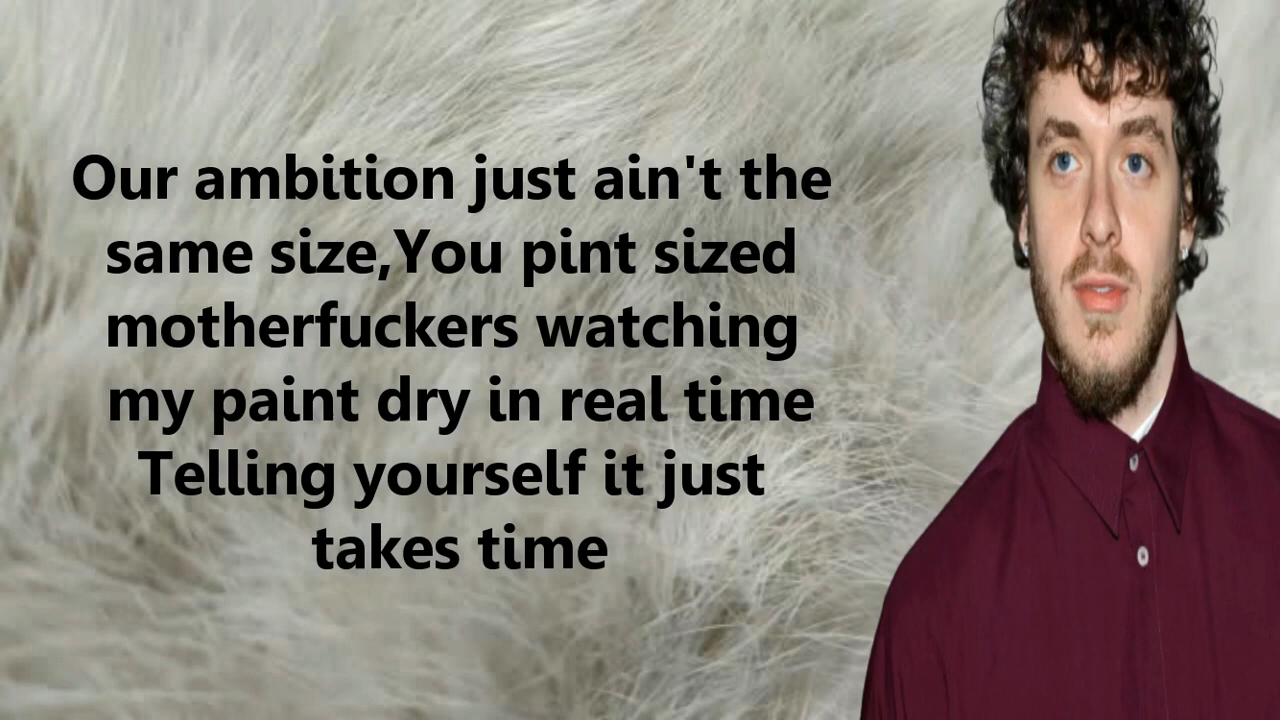 Our ambition just ain't the
same size,You pint sized
motherfuckers watching
my paint dry in real time
Telling yourself it just
takes time